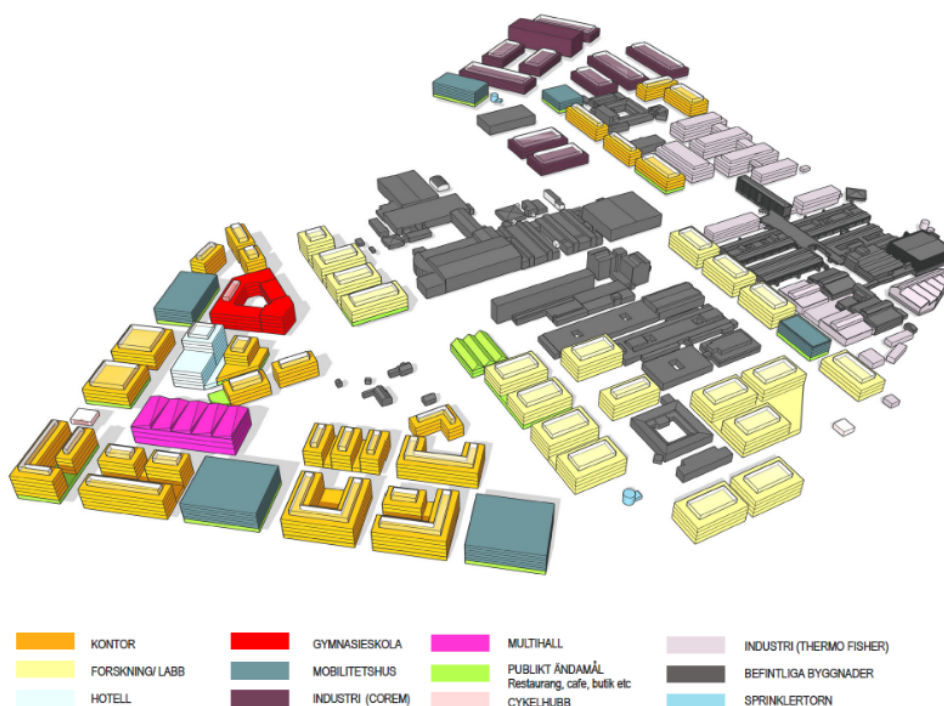 KONTOR
FORSKNING/ LABB
HOTELL
GYMNASIESKOLA
MOBILITETSHUS
INDUSTRI (COREM)
MULTIHALL
PUBLIKT ÄNDAMÅL
Restaurang, cafe, butik etc
CYKELHUBB
INDUSTRI (THERMO FISHER)
BEFINTLIGA BYGGNADER
SPRINKLERTORN